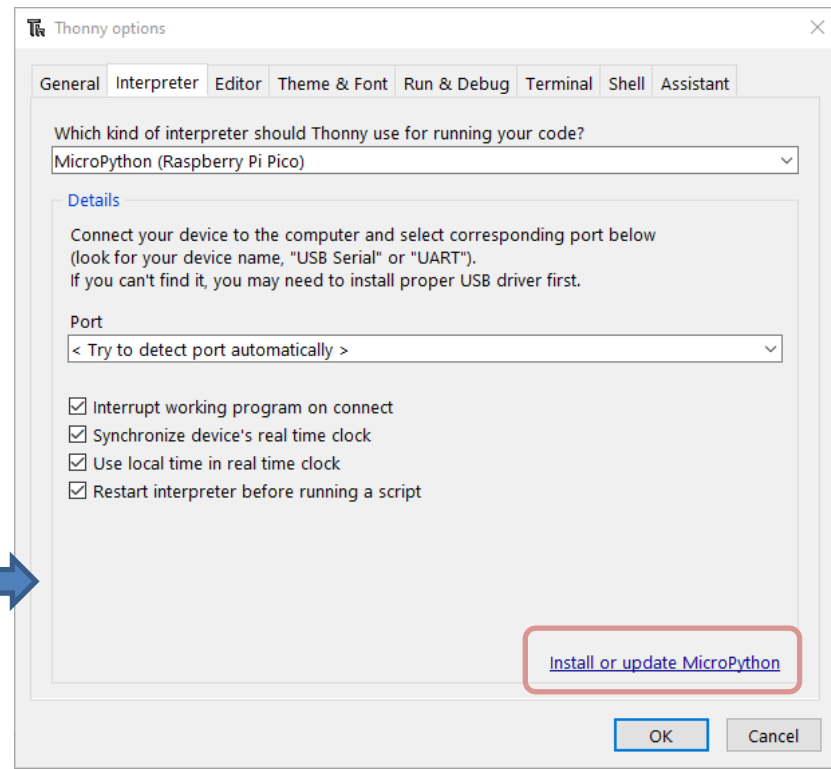 Thonny options
General Interpreter Editor Theme & Font Run & Debug Terminal Shell Assistant
Which kind of interpreter should Thonny use for running your code?
MicroPython (Raspberry Pi Pico)
Details
Connect your device to the computer and select corresponding port below
(look for your device name, "USB Serial" or "UART").
If you can't find it, you may need to install proper USB driver first.
Port
< Try to detect port automatically >
Interrupt working program on connect
Synchronize device's real time clock
Use local time in real time clock
Restart interpreter before running a script
Install or update MicroPython
OK Cancel